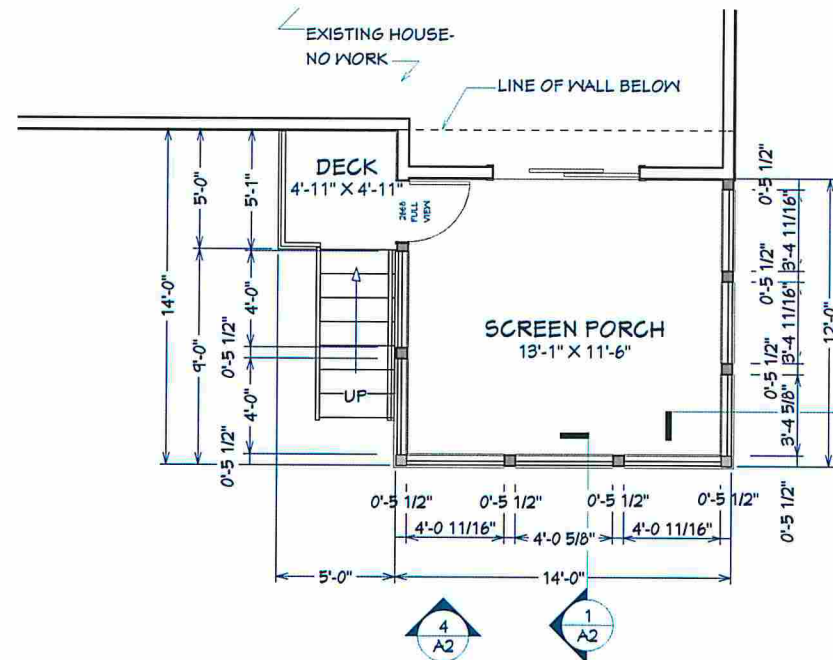 EXISTING HOUSE-
NO WORK
LINE OF WALL BELOW
DECK
4'-11" X 4'-11"
2668
FULL
VIEW
5'-0"
5'-1"
14'-0"
9'-0"
4'-0"
0'-5 1/2"
4'-0"
0'-5 1/2"
UP
SCREEN PORCH
13'-1" X 11'-6"
0'-5 1/2"
3'-4 11/16"
0'-5 1/2"
3'-4 11/16"
0'-5 1/2"
3'-4 5/8"
0'-5 1/2"
12'-0"
0'-5 1/2" 0'-5 1/2" 0'-5 1/2" 0'-5 1/2"
4'-0 11/16" 4'-0 5/8" 4'-0 11/16"
5'-0" 14'-0"
4
A2
1
A2